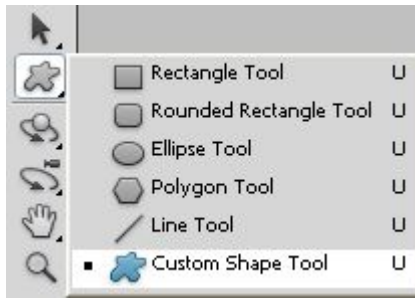 Rectangle Tool U
Rounded Rectangle Tool U
Ellipse Tool U
Polygon Tool U
Line Tool U
Custom Shape Tool U